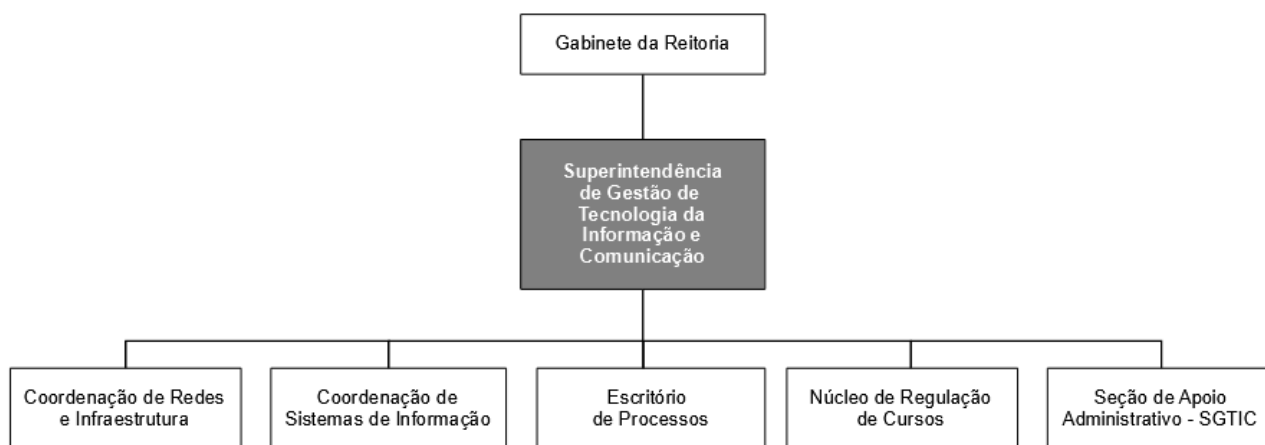 Gabinete da Reitoria
Superintendência
de Gestão de
Tecnologia da
Informação e
Comunicação
Coordenação de Redes
e Infraestrutura
Coordenação de
Sistemas de Informação
Escritório
de Processos
Núcleo de Regulação
de Cursos
Seção de Apoio
Administrativo - SGTIC